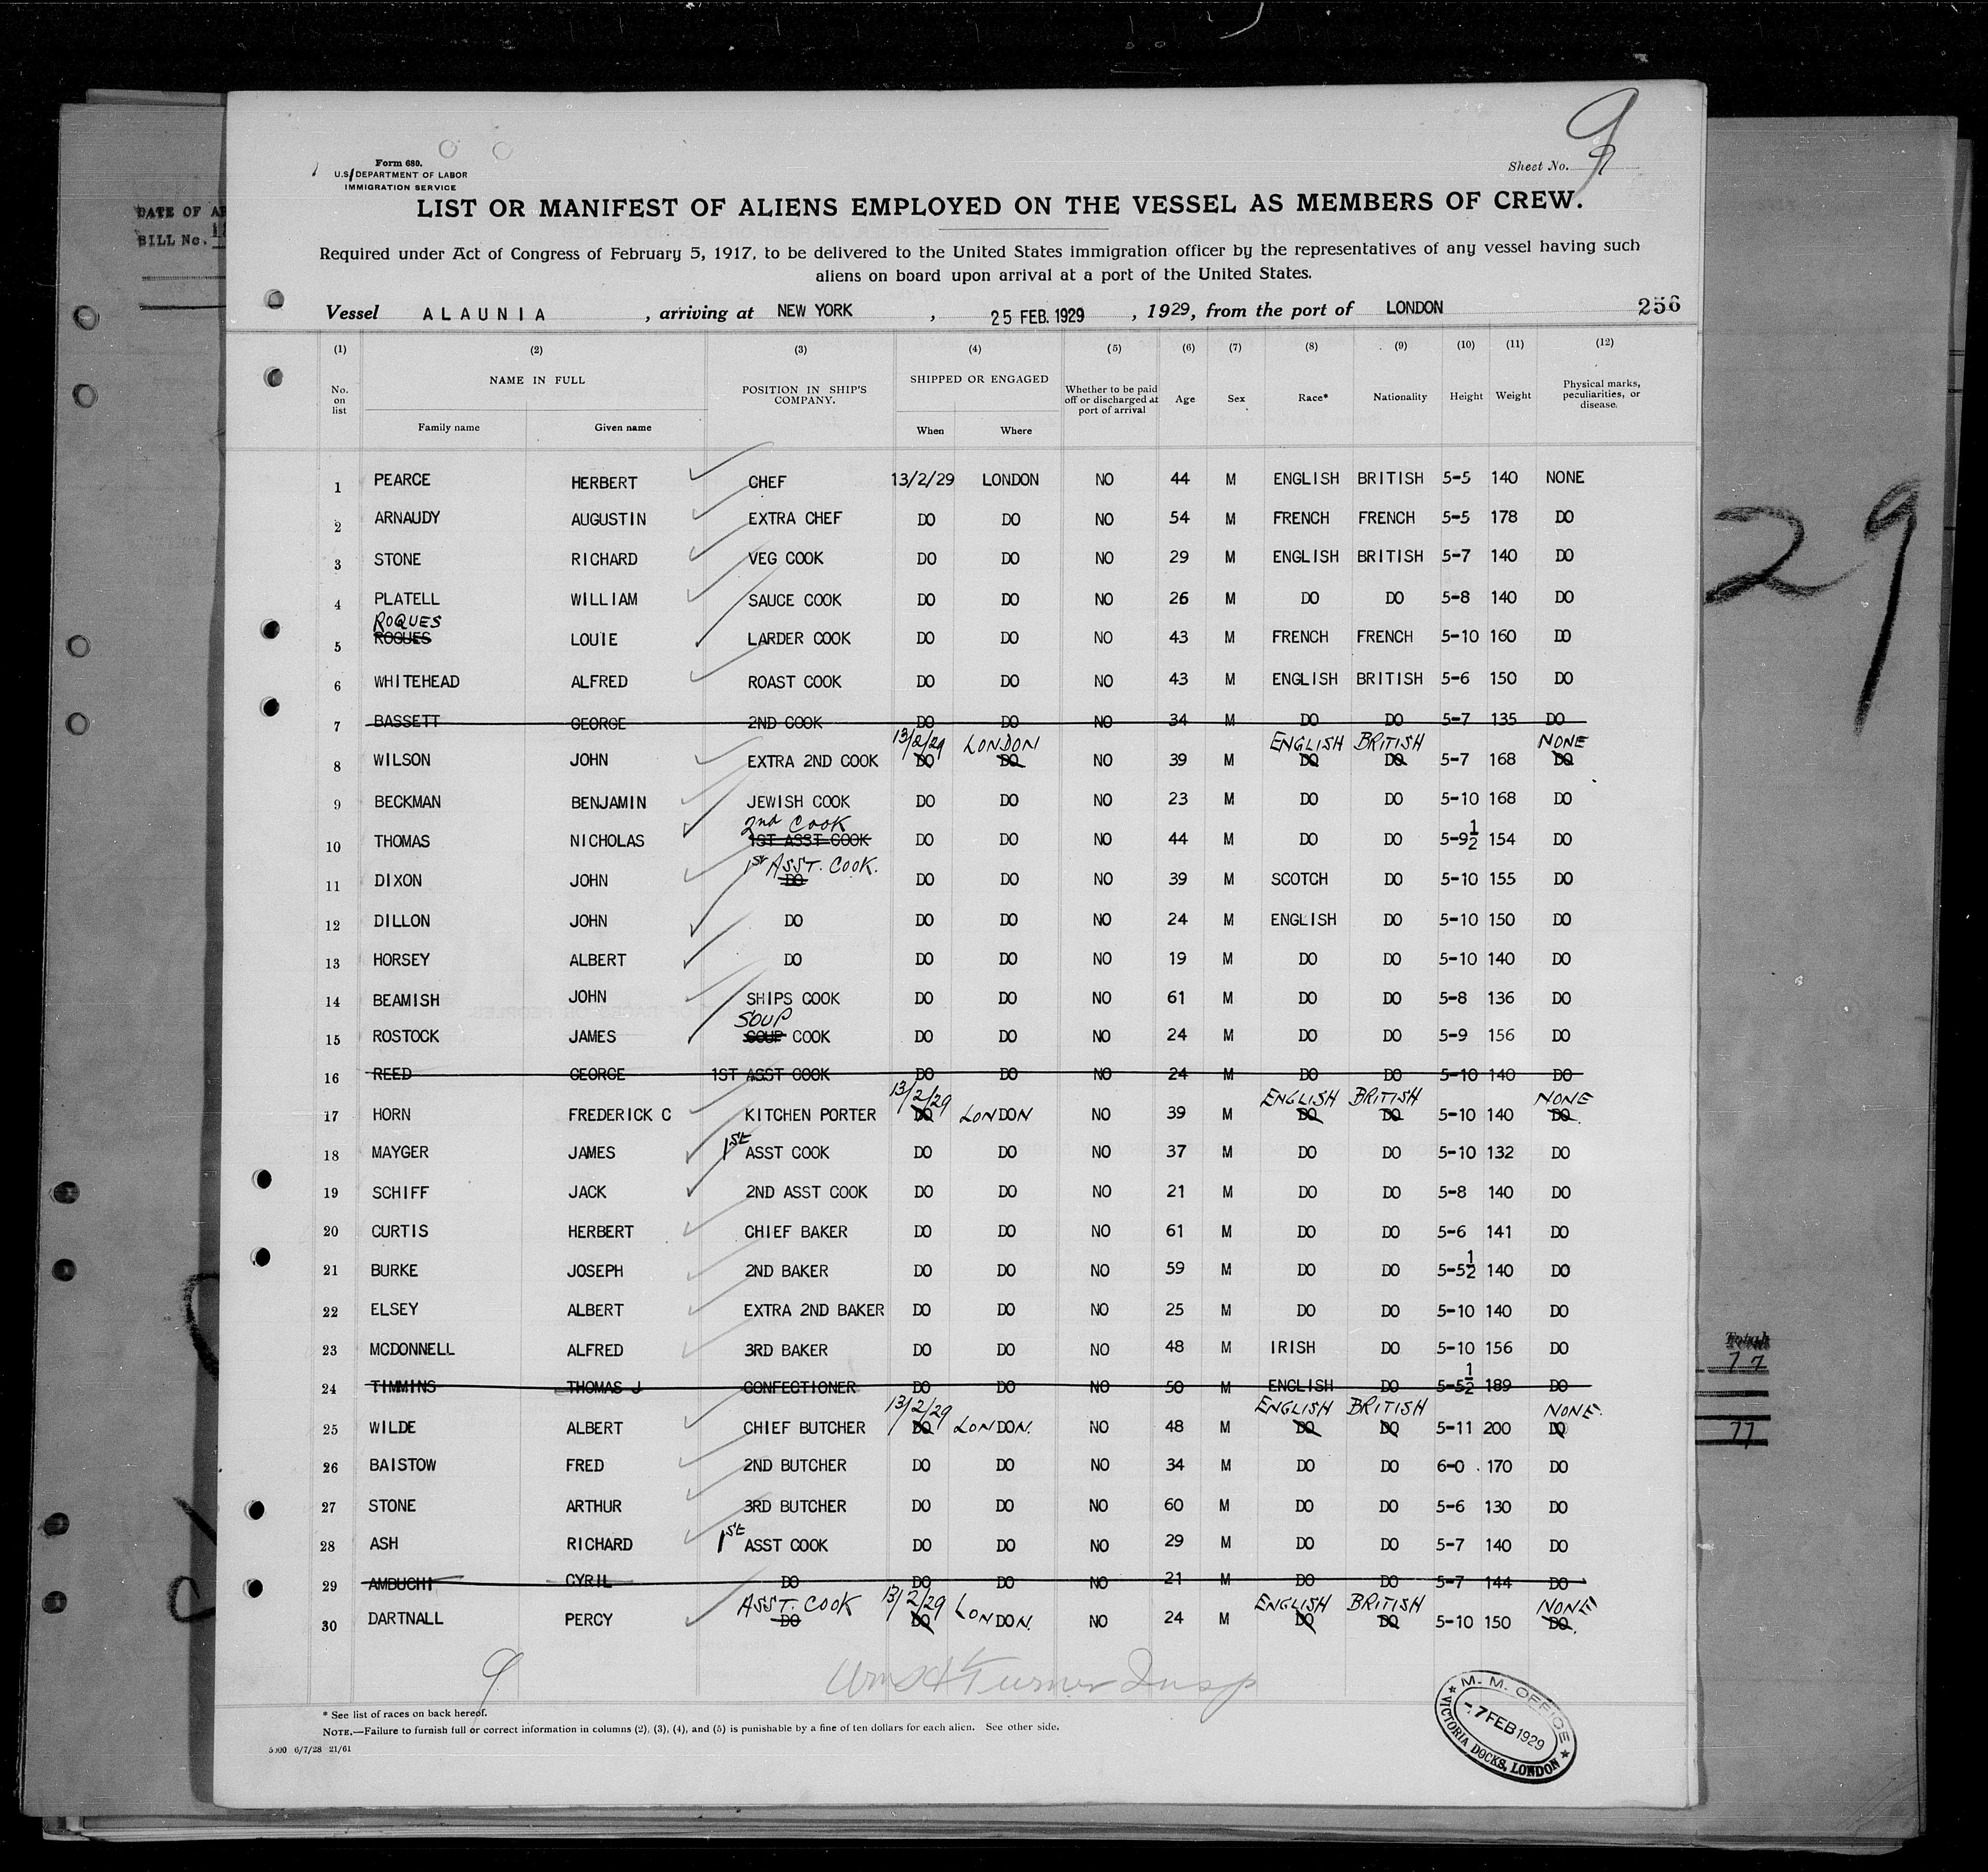 Form 680.
U.S. DEPARTMENT OF LABOR
IMMIGRATION SERVICE
Sheet No. 9
DATE OF
BILL No.
LIST OR MANIFEST OF ALIENS EMPLOYED ON THE VESSEL AS MEMBERS OF CREW.
Required under Act of Congress of February 5, 1917, to be delivered to the United States immigration officer by the representatives of any vessel having such
aliens on board upon arrival at a port of the United States.
Vessel ALAUNIA , arriving at NEW YORK , 25 FEB. 1929 , 1929, from the port of LONDON 256
(1) (2) (3) (4) (5) (6) (7) (8) (9) (10) (11) (12)
No. on list NAME IN FULL Family name Given name POSITION IN SHIP'S COMPANY. SHIPPED OR ENGAGED When Where Whether to be paid off or discharged at port of arrival Age Sex Race* Nationality Height Weight Physical marks, peculiarities, or disease.
1 PEARCE HERBERT CHEF 13/2/29 LONDON NO 44 M ENGLISH BRITISH 5-5 140 NONE
2 ARNAUDY AUGUSTIN EXTRA CHEF DO DO NO 54 M FRENCH FRENCH 5-5 178 DO
3 STONE RICHARD VEG COOK DO DO NO 29 M ENGLISH BRITISH 5-7 140 DO
4 PLATELL WILLIAM SAUCE COOK DO DO NO 26 M DO DO 5-8 140 DO
ROQUES
5 ROQUES LOUIE LARDER COOK DO DO NO 43 M FRENCH FRENCH 5-10 160 DO
6 WHITEHEAD ALFRED ROAST COOK DO DO NO 43 M ENGLISH BRITISH 5-6 150 DO
7 BASSETT GEORGE 2ND COOK DO DO NO 34 M DO DO 5-7 135 DO
13/2/29 LONDON ENGLISH BRITISH NONE
8 WILSON JOHN EXTRA 2ND COOK DO DO NO 39 M DO DO 5-7 168 DO
9 BECKMAN BENJAMIN JEWISH COOK DO DO NO 23 M DO DO 5-10 168 DO
2nd COOK
10 THOMAS NICHOLAS 1ST ASST COOK DO DO NO 44 M DO DO 5-9 1/2 154 DO
1ST ASST. COOK.
11 DIXON JOHN DO DO DO NO 39 M SCOTCH DO 5-10 155 DO
12 DILLON JOHN DO DO DO NO 24 M ENGLISH DO 5-10 150 DO
13 HORSEY ALBERT DO DO DO NO 19 M DO DO 5-10 140 DO
14 BEAMISH JOHN SHIPS COOK DO DO NO 61 M DO DO 5-8 136 DO
SOUP
15 ROSTOCK JAMES SOUP COOK DO DO NO 24 M DO DO 5-9 156 DO
16 REED GEORGE 1ST ASST COOK DO DO NO 24 M DO DO 5-10 140 DO
13/2/29 ENGLISH BRITISH NONE
17 HORN FREDERICK C KITCHEN PORTER DO LONDON NO 39 M DO DO 5-10 140 DO
18 MAYGER JAMES 1st ASST COOK DO DO NO 37 M DO DO 5-10 132 DO
19 SCHIFF JACK 2ND ASST COOK DO DO NO 21 M DO DO 5-8 140 DO
20 CURTIS HERBERT CHIEF BAKER DO DO NO 61 M DO DO 5-6 141 DO
21 BURKE JOSEPH 2ND BAKER DO DO NO 59 M DO DO 5-5 1/2 140 DO
22 ELSEY ALBERT EXTRA 2ND BAKER DO DO NO 25 M DO DO 5-10 140 DO
23 MCDONNELL ALFRED 3RD BAKER DO DO NO 48 M IRISH DO 5-10 156 DO
24 TIMMINS THOMAS J CONFECTIONER DO DO NO 50 M ENGLISH DO 5-5 1/2 189 DO
13/2/29 ENGLISH BRITISH NONE.
25 WILDE ALBERT CHIEF BUTCHER DO LONDON. NO 48 M DO DO 5-11 200 DO
26 BAISTOW FRED 2ND BUTCHER DO DO NO 34 M DO DO 6-0 170 DO
27 STONE ARTHUR 3RD BUTCHER DO DO NO 60 M DO DO 5-6 130 DO
28 ASH RICHARD 1st ASST COOK DO DO NO 29 M DO DO 5-7 140 DO
29 AMBUCHI CYRIL DO DO DO NO 21 M DO DO 5-7 144 DO
ASST. COOK 13/2/29 ENGLISH BRITISH NONE
30 DARTNALL PERCY DO DO LONDON. NO 24 M DO DO 5-10 150 DO.
9 Wm H Turner Insp
* See list of races on back hereof.
NOTE.—Failure to furnish full or correct information in columns (2), (3), (4), and (5) is punishable by a fine of ten dollars for each alien. See other side.
5000 6/7/28 21/61
M. M. OFFICE
-7 FEB 1929
VICTORIA DOCKS, LONDON
29
77
77